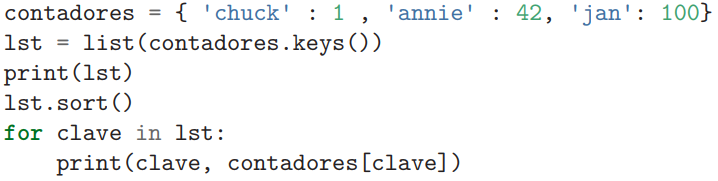 contadores = { 'chuck' : 1 , 'annie' : 42, 'jan': 100}
lst = list(contadores.keys())
print(lst)
lst.sort()
for clave in lst:
    print(clave, contadores[clave])